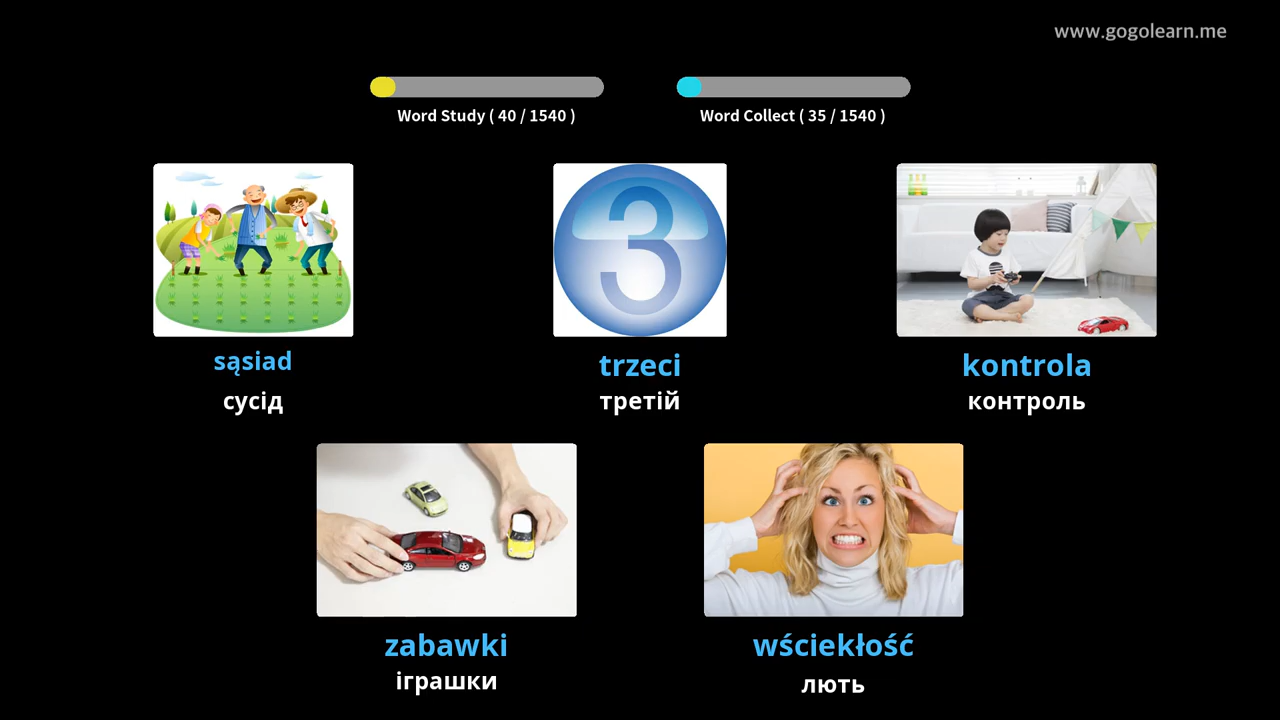 www.gogolearn.me
Word Study ( 40 / 1540 )
Word Collect ( 35 / 1540 )
3
sąsiad
сусід
trzeci
третій
kontrola
контроль
zabawki
іграшки
wściekłość
лють